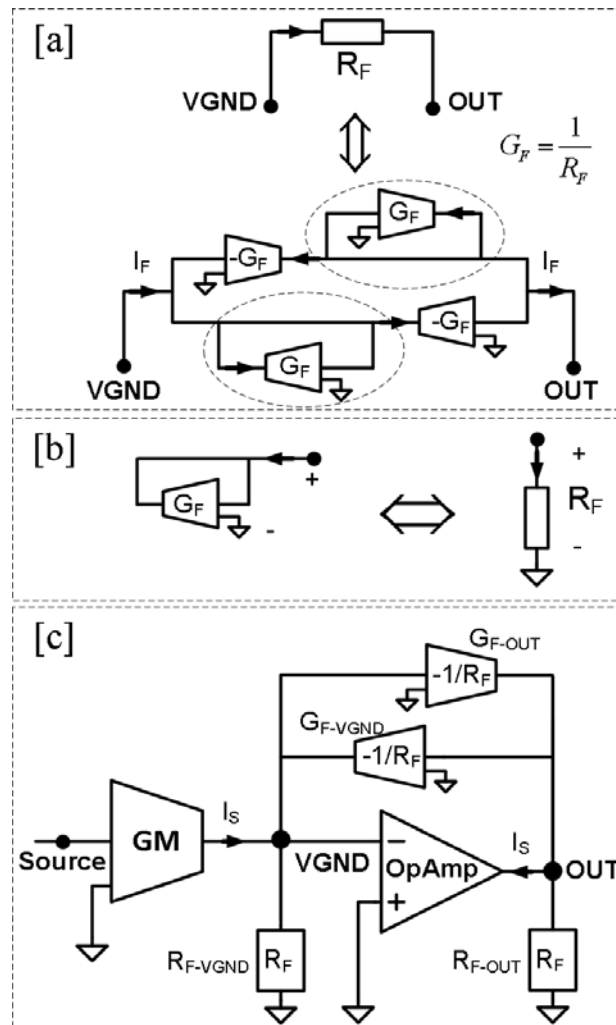 [a]
R_F
VGND
OUT
G_F = 1/R_F
G_F
I_F
-G_F
I_F
-G_F
G_F
VGND
OUT
[b]
G_F
+
-
+
R_F
-
[c]
G_F-OUT
-1/R_F
G_F-VGND
-1/R_F
GM
I_S
Source
VGND
−
OpAmp
+
I_S
OUT
R_F-VGND
R_F
R_F-OUT
R_F